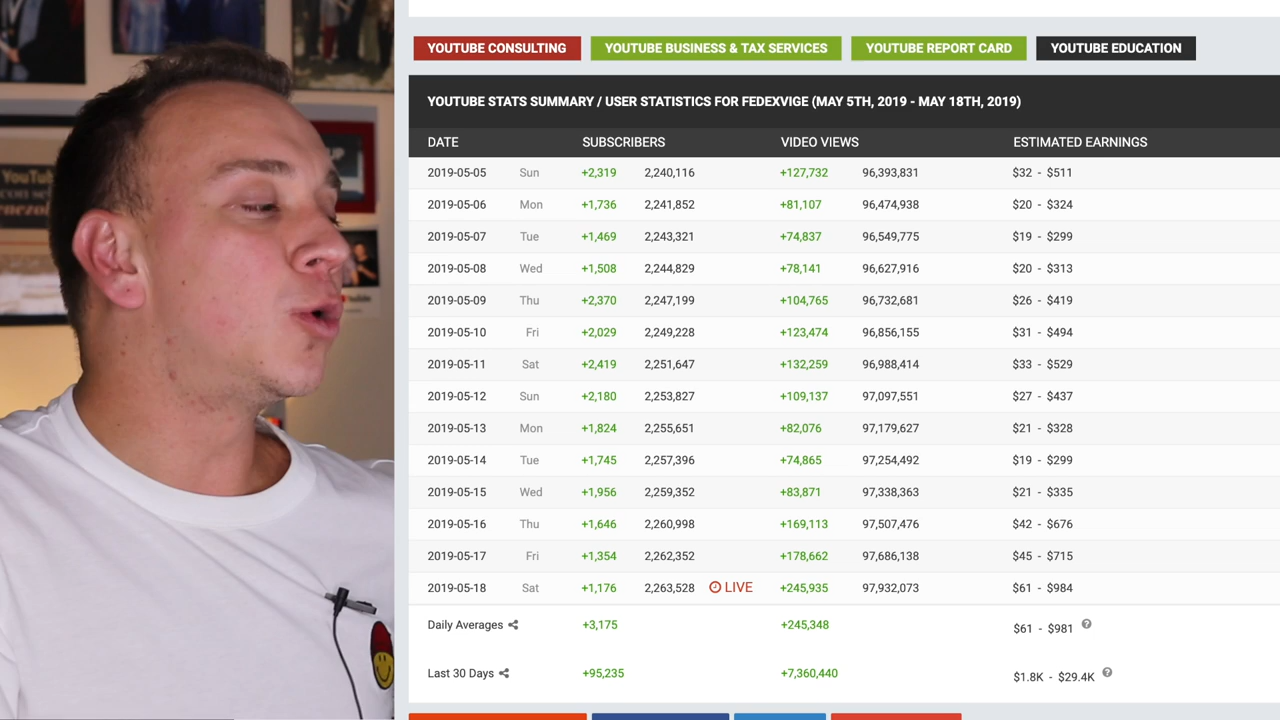 YOUTUBE CONSULTING YOUTUBE BUSINESS & TAX SERVICES YOUTUBE REPORT CARD YOUTUBE EDUCATION
YOUTUBE STATS SUMMARY / USER STATISTICS FOR FEDEXVIGE (MAY 5TH, 2019 - MAY 18TH, 2019)
DATE SUBSCRIBERS VIDEO VIEWS ESTIMATED EARNINGS
2019-05-05 Sun +2,319 2,240,116 +127,732 96,393,831 $32 - $511
2019-05-06 Mon +1,736 2,241,852 +81,107 96,474,938 $20 - $324
2019-05-07 Tue +1,469 2,243,321 +74,837 96,549,775 $19 - $299
2019-05-08 Wed +1,508 2,244,829 +78,141 96,627,916 $20 - $313
2019-05-09 Thu +2,370 2,247,199 +104,765 96,732,681 $26 - $419
2019-05-10 Fri +2,029 2,249,228 +123,474 96,856,155 $31 - $494
2019-05-11 Sat +2,419 2,251,647 +132,259 96,988,414 $33 - $529
2019-05-12 Sun +2,180 2,253,827 +109,137 97,097,551 $27 - $437
2019-05-13 Mon +1,824 2,255,651 +82,076 97,179,627 $21 - $328
2019-05-14 Tue +1,745 2,257,396 +74,865 97,254,492 $19 - $299
2019-05-15 Wed +1,956 2,259,352 +83,871 97,338,363 $21 - $335
2019-05-16 Thu +1,646 2,260,998 +169,113 97,507,476 $42 - $676
2019-05-17 Fri +1,354 2,262,352 +178,662 97,686,138 $45 - $715
2019-05-18 Sat +1,176 2,263,528 LIVE +245,935 97,932,073 $61 - $984
Daily Averages +3,175 +245,348 $61 - $981 ?
Last 30 Days +95,235 +7,360,440 $1.8K - $29.4K ?
YouTube